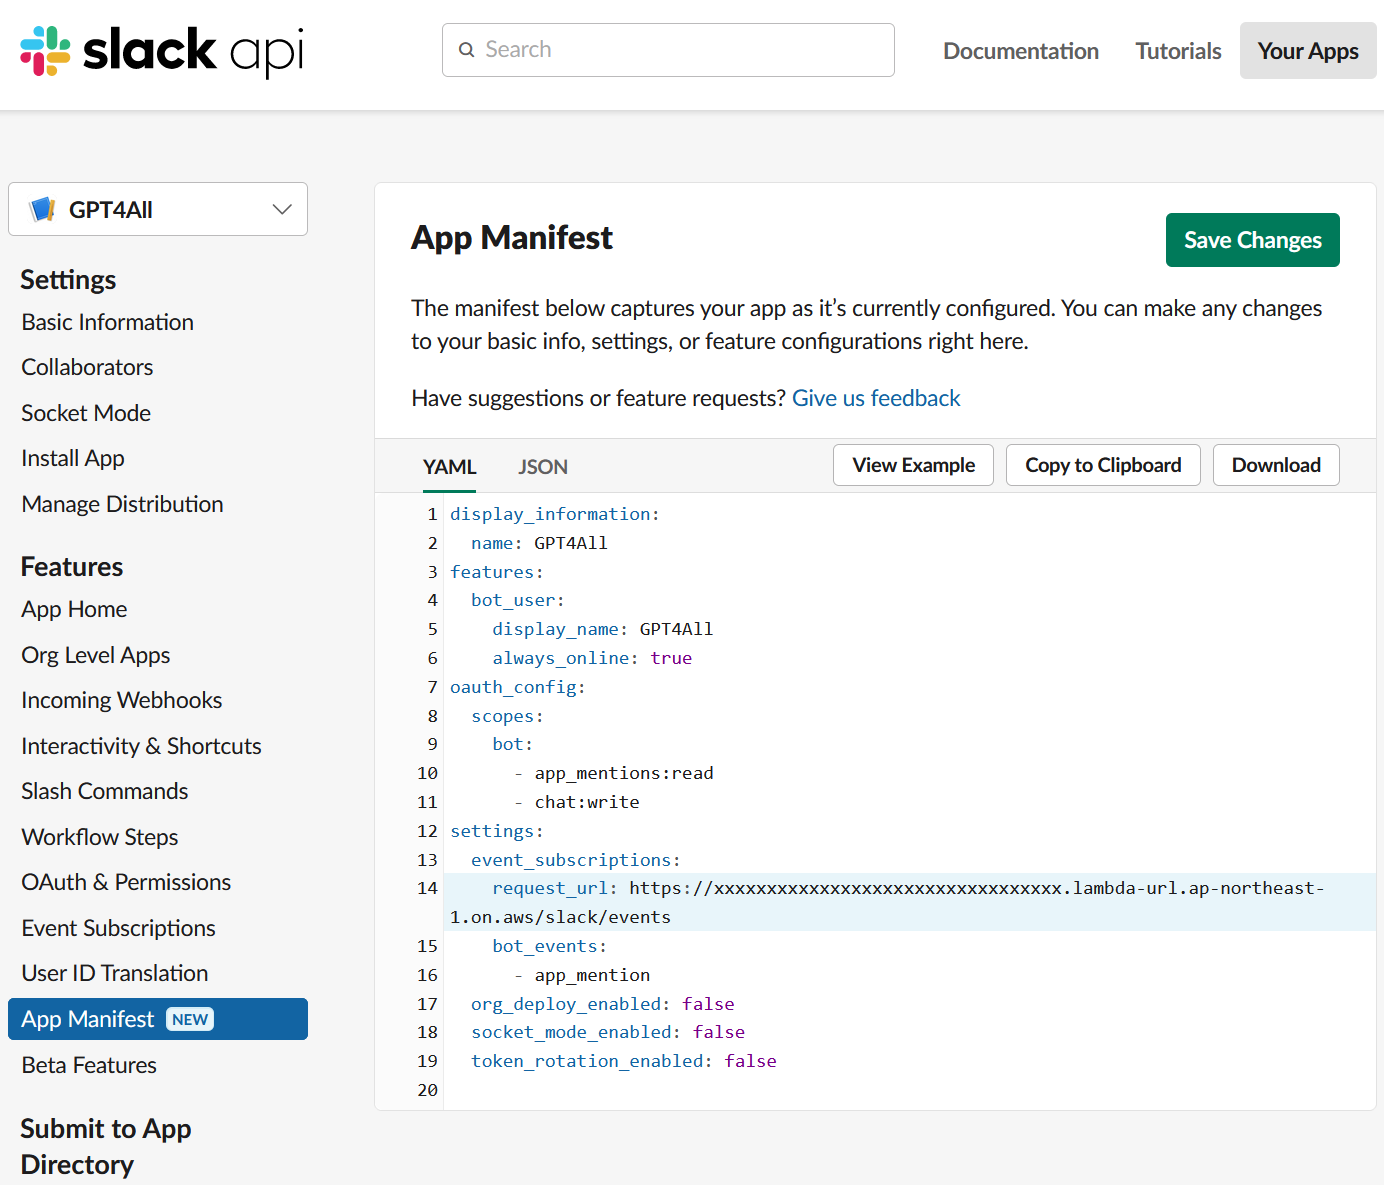 slack api
Search
Documentation
Tutorials
Your Apps
GPT4All
Settings
Basic Information
Collaborators
Socket Mode
Install App
Manage Distribution
Features
App Home
Org Level Apps
Incoming Webhooks
Interactivity & Shortcuts
Slash Commands
Workflow Steps
OAuth & Permissions
Event Subscriptions
User ID Translation
App Manifest NEW
Beta Features
Submit to App
Directory
App Manifest
Save Changes
The manifest below captures your app as it’s currently configured. You can make any changes
to your basic info, settings, or feature configurations right here.
Have suggestions or feature requests? Give us feedback
YAML
JSON
View Example
Copy to Clipboard
Download
1 display_information:
2   name: GPT4All
3 features:
4   bot_user:
5     display_name: GPT4All
6     always_online: true
7 oauth_config:
8   scopes:
9     bot:
10       - app_mentions:read
11       - chat:write
12 settings:
13   event_subscriptions:
14     request_url: https://xxxxxxxxxxxxxxxxxxxxxxxxxxxxxxxxx.lambda-url.ap-northeast-
1.on.aws/slack/events
15     bot_events:
16       - app_mention
17   org_deploy_enabled: false
18   socket_mode_enabled: false
19   token_rotation_enabled: false
20